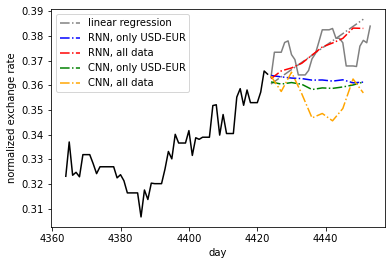 0.39
0.38
0.37
0.36
0.35
0.34
0.33
0.32
0.31
normalized exchange rate
linear regression
RNN, only USD-EUR
RNN, all data
CNN, only USD-EUR
CNN, all data
4360
4380
4400
4420
4440
day